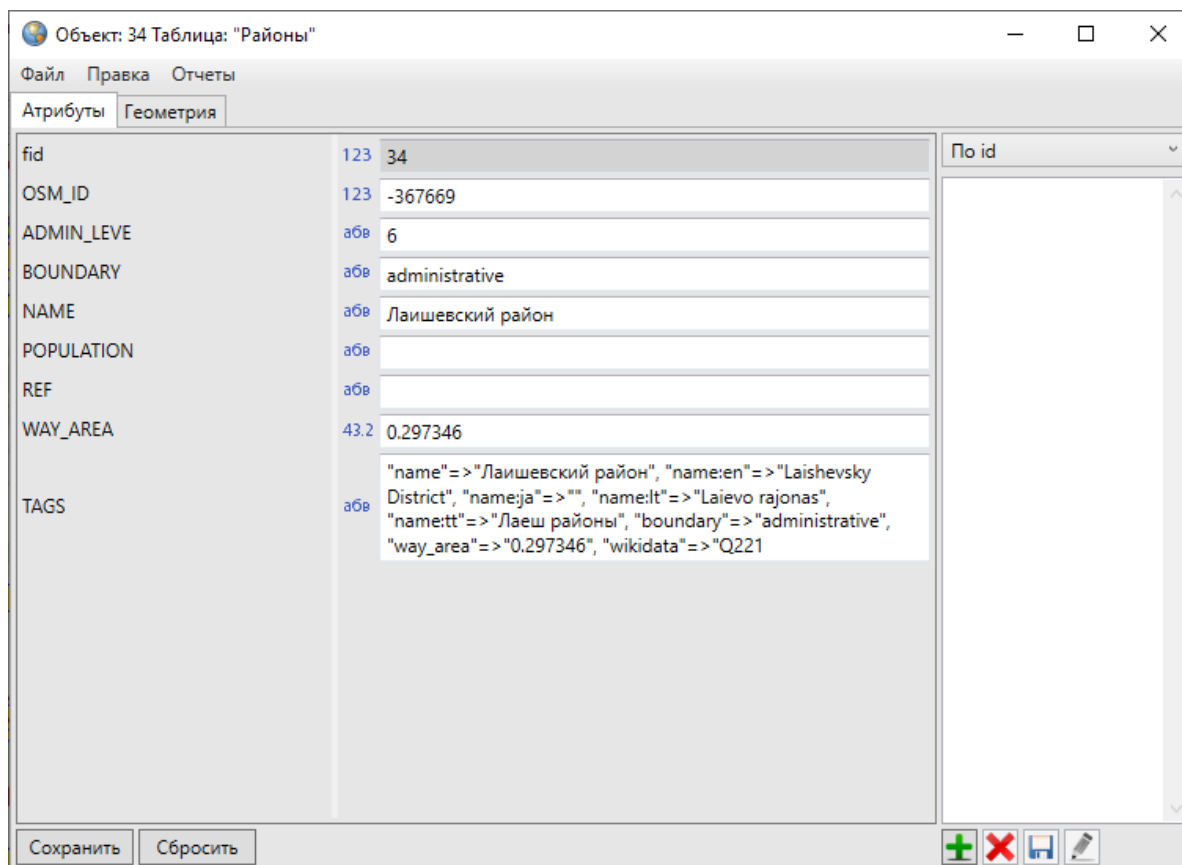 Объект: 34 Таблица: "Районы"
Файл Правка Отчеты
Атрибуты Геометрия
fid 123 34
По id
OSM_ID 123 -367669
ADMIN_LEVE абв 6
BOUNDARY абв administrative
NAME абв Лаишевский район
POPULATION абв
REF абв
WAY_AREA 43.2 0.297346
TAGS абв
"name"=>"Лаишевский район", "name:en"=>"Laishevsky
District", "name:ja"=>"", "name:lt"=>"Laievo rajonas",
"name:tt"=>"Лаеш районы", "boundary"=>"administrative",
"way_area"=>"0.297346", "wikidata"=>"Q221
Сохранить Сбросить